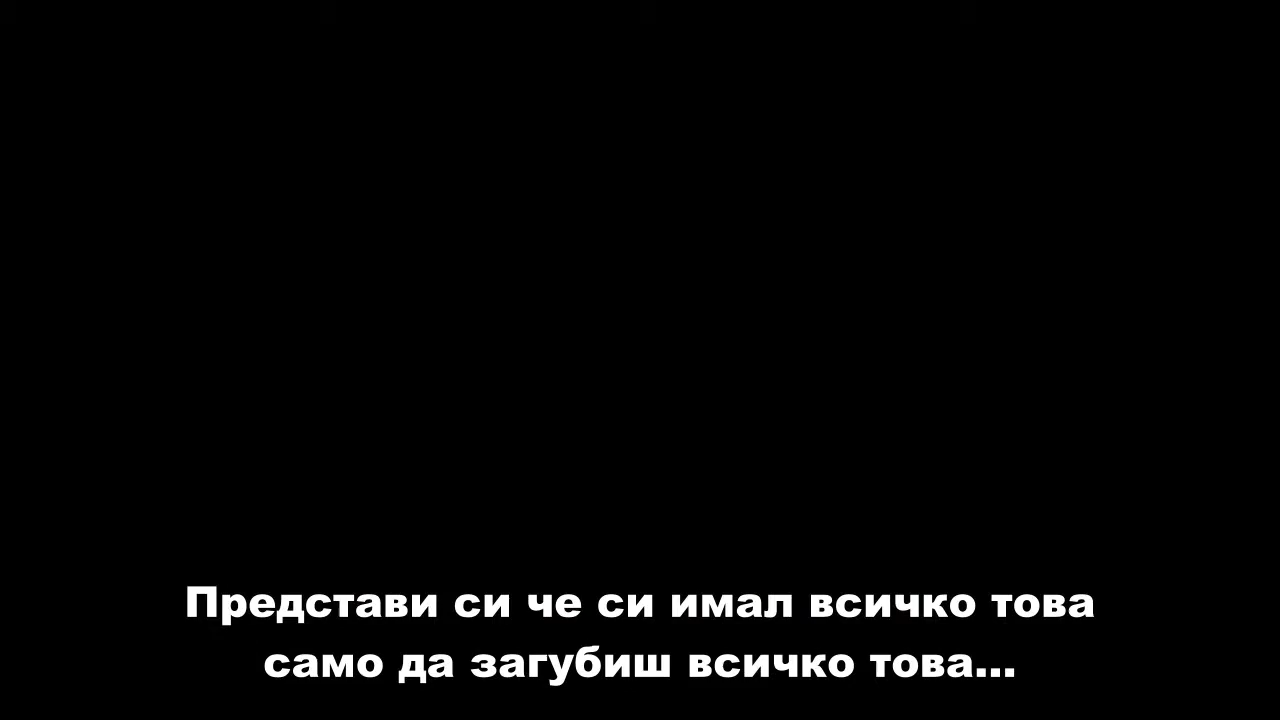 Представи си че си имал всичко това
само да загубиш всичко това...